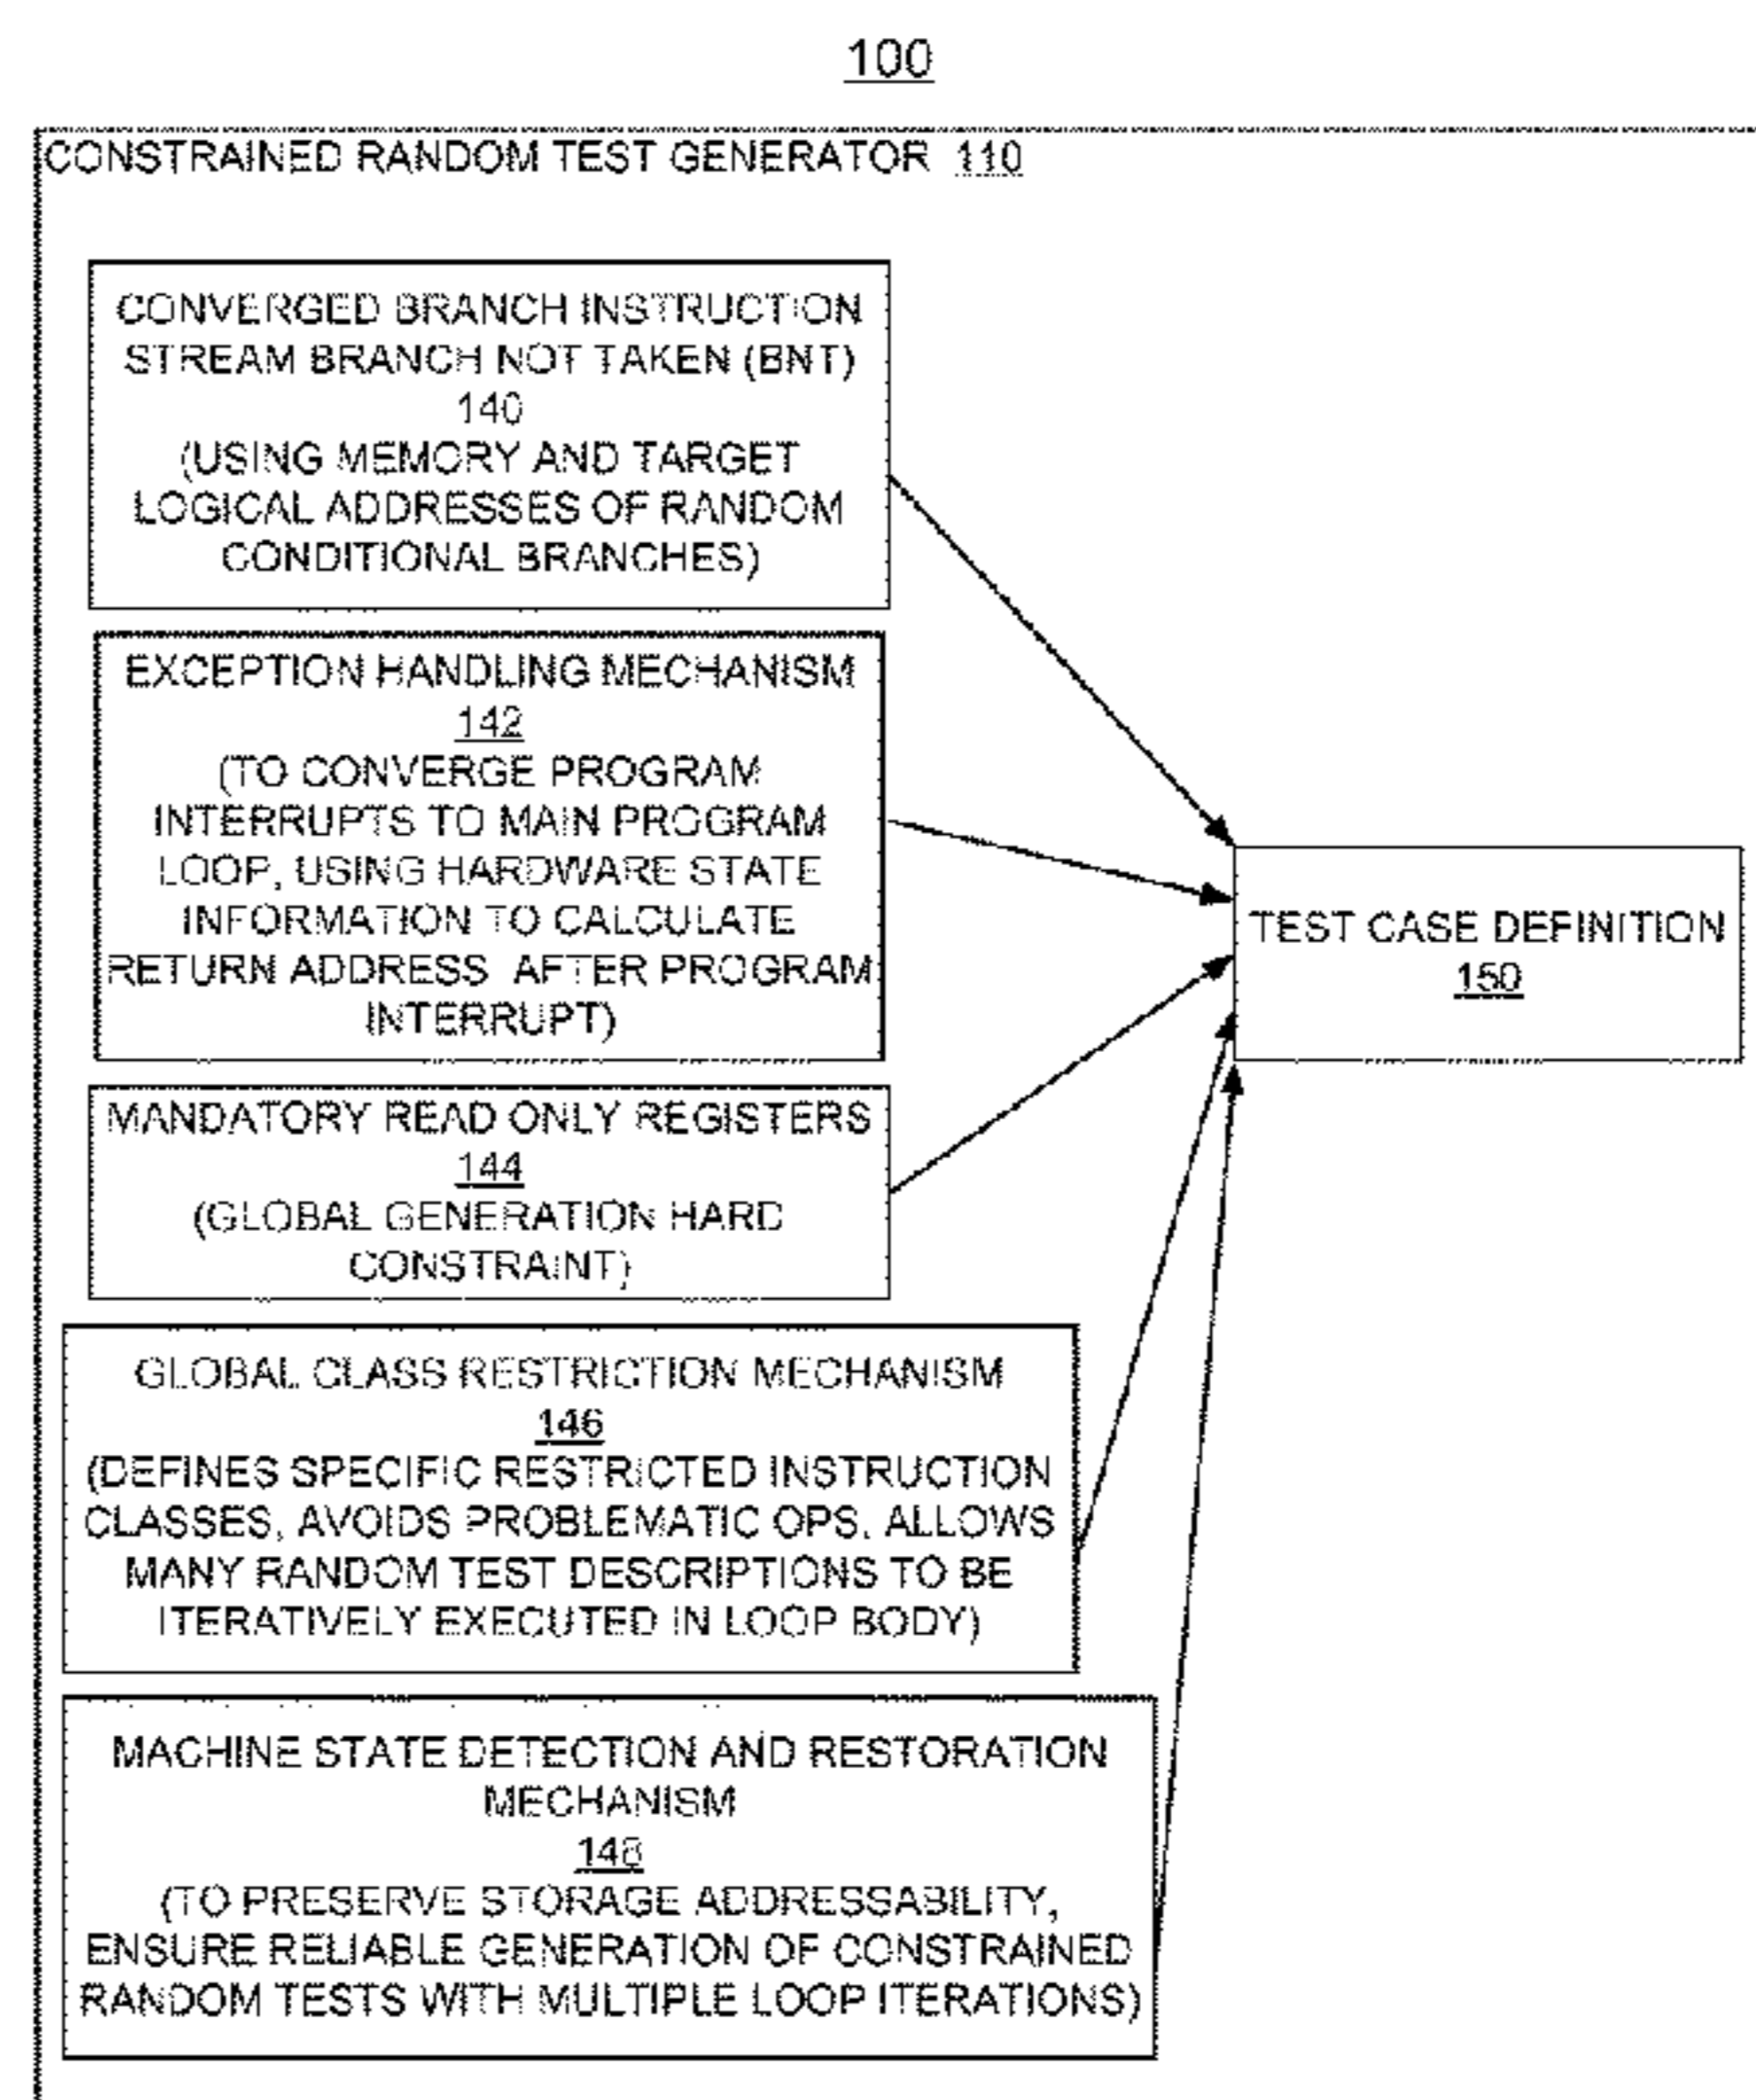 100
CONSTRAINED RANDOM TEST GENERATOR 110
CONVERGED BRANCH INSTRUCTION
STREAM BRANCH NOT TAKEN (BNT)
140
(USING MEMORY AND TARGET
LOGICAL ADDRESSES OF RANDOM
CONDITIONAL BRANCHES)
EXCEPTION HANDLING MECHANISM
142
(TO CONVERGE PROGRAM
INTERRUPTS TO MAIN PROGRAM
LOOP, USING HARDWARE STATE
INFORMATION TO CALCULATE
RETURN ADDRESS AFTER PROGRAM
INTERRUPT)
MANDATORY READ ONLY REGISTERS
144
(GLOBAL GENERATION HARD
CONSTRAINT)
GLOBAL CLASS RESTRICTION MECHANISM
146
(DEFINES SPECIFIC RESTRICTED INSTRUCTION
CLASSES, AVOIDS PROBLEMATIC OPS, ALLOWS
MANY RANDOM TEST DESCRIPTIONS TO BE
ITERATIVELY EXECUTED IN LOOP BODY)
MACHINE STATE DETECTION AND RESTORATION
MECHANISM
148
(TO PRESERVE STORAGE ADDRESSABILITY,
ENSURE RELIABLE GENERATION OF CONSTRAINED
RANDOM TESTS WITH MULTIPLE LOOP ITERATIONS)
TEST CASE DEFINITION
150